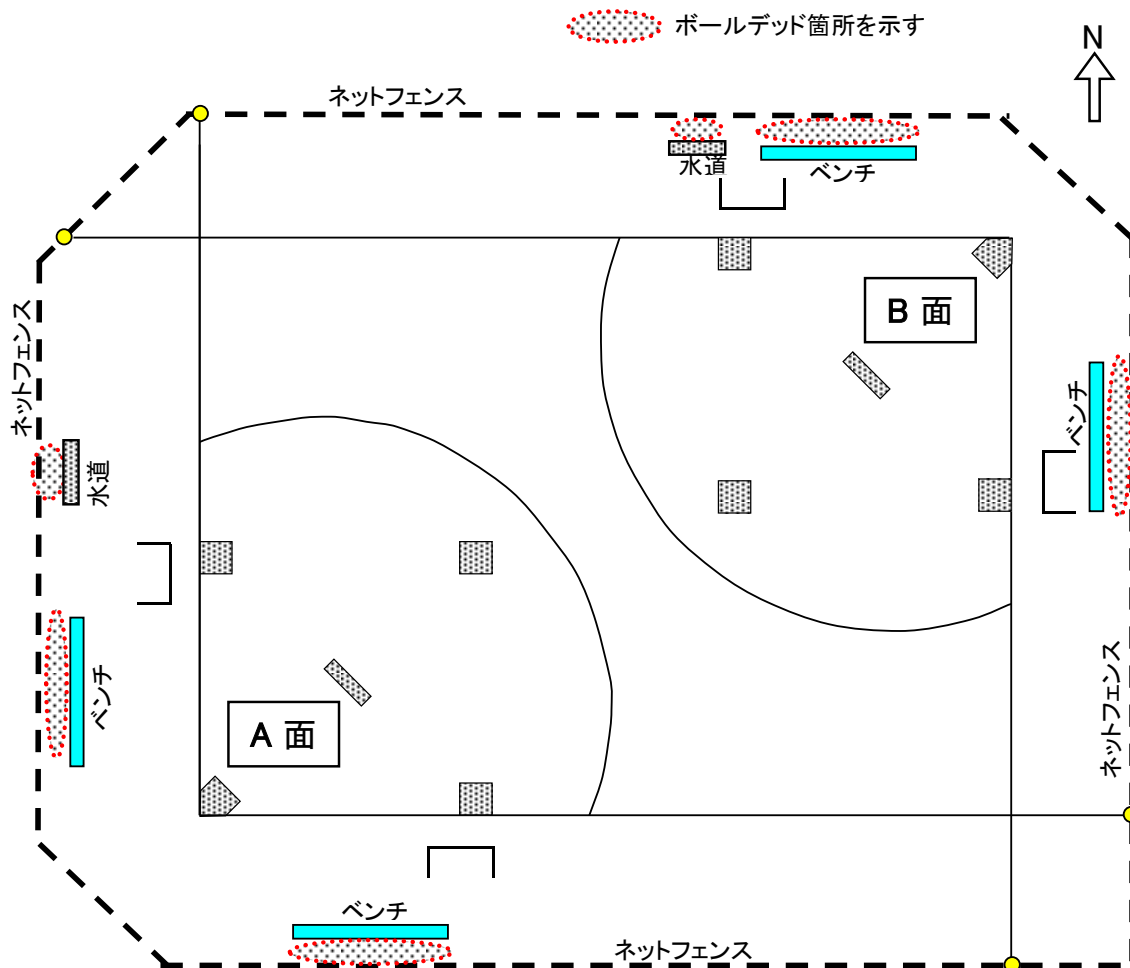 ボールデッド箇所を示す
N
ネットフェンス
水道
ベンチ
B 面
ネットフェンス
ベンチ
水道
ベンチ
A 面
ネットフェンス
ベンチ
ネットフェンス